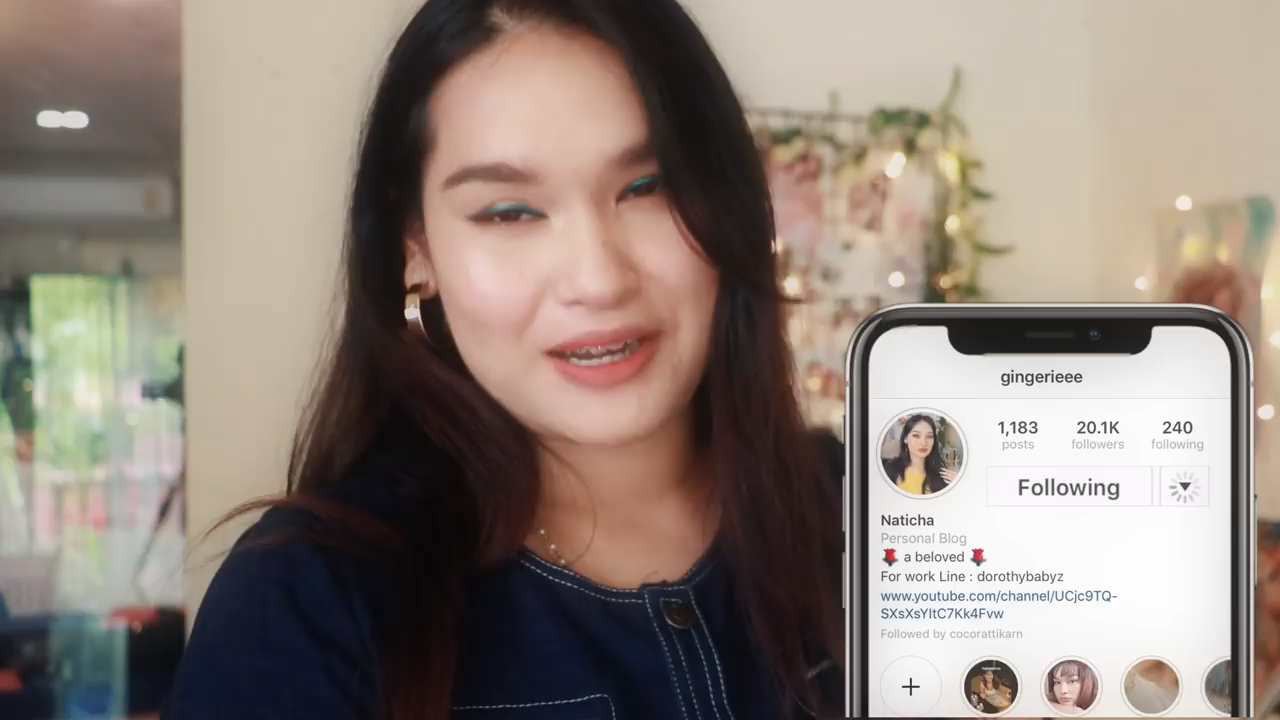 gingerieee
1,183 20.1K 240
posts followers following
Following
Naticha
Personal Blog
🌹 a beloved 🌹
For work Line : dorothybabyz
www.youtube.com/channel/UCjc9TQ-
SXsXsYItC7Kk4Fvw
Followed by cocorattikarn